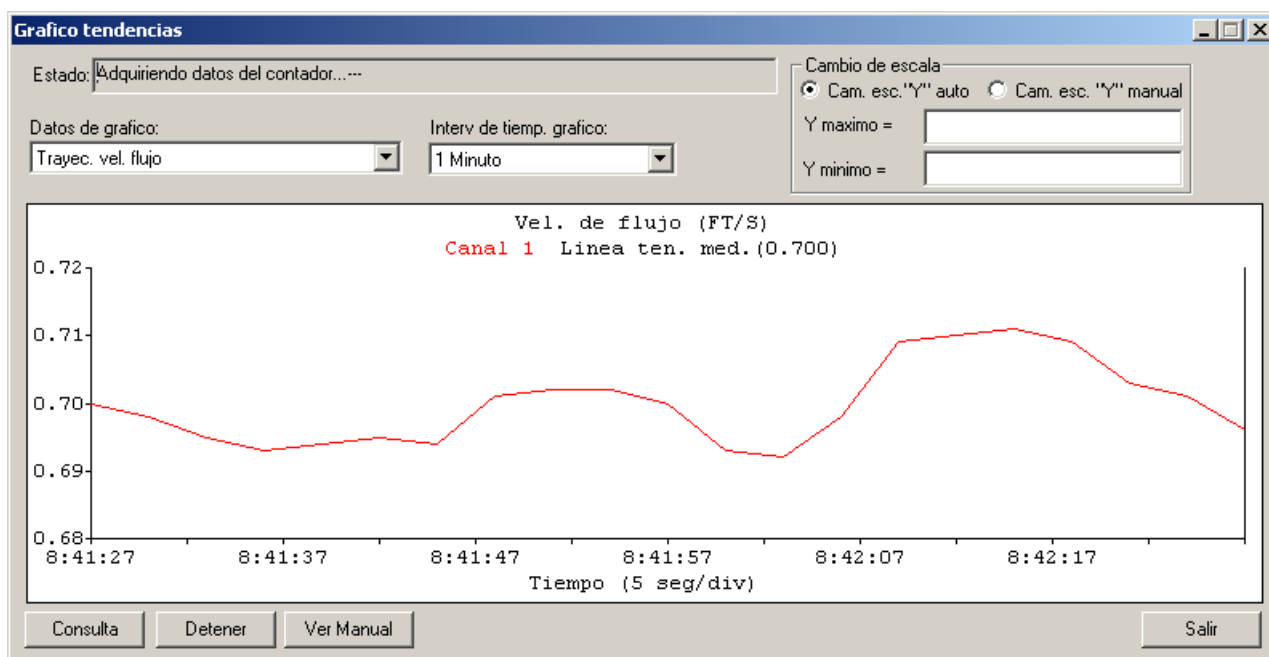 Grafico tendencias
Estado: Adquiriendo datos del contador...---
Cambio de escala
Cam. esc."Y" auto Cam. esc. "Y" manual
Y maximo =
Y minimo =
Datos de grafico:
Trayec. vel. flujo
Interv de tiemp. grafico:
1 Minuto
Vel. de flujo (FT/S)
Canal 1 Linea ten. med.(0.700)
0.72
0.71
0.70
0.69
0.68
8:41:27 8:41:37 8:41:47 8:41:57 8:42:07 8:42:17
Tiempo (5 seg/div)
Consulta Detener Ver Manual Salir